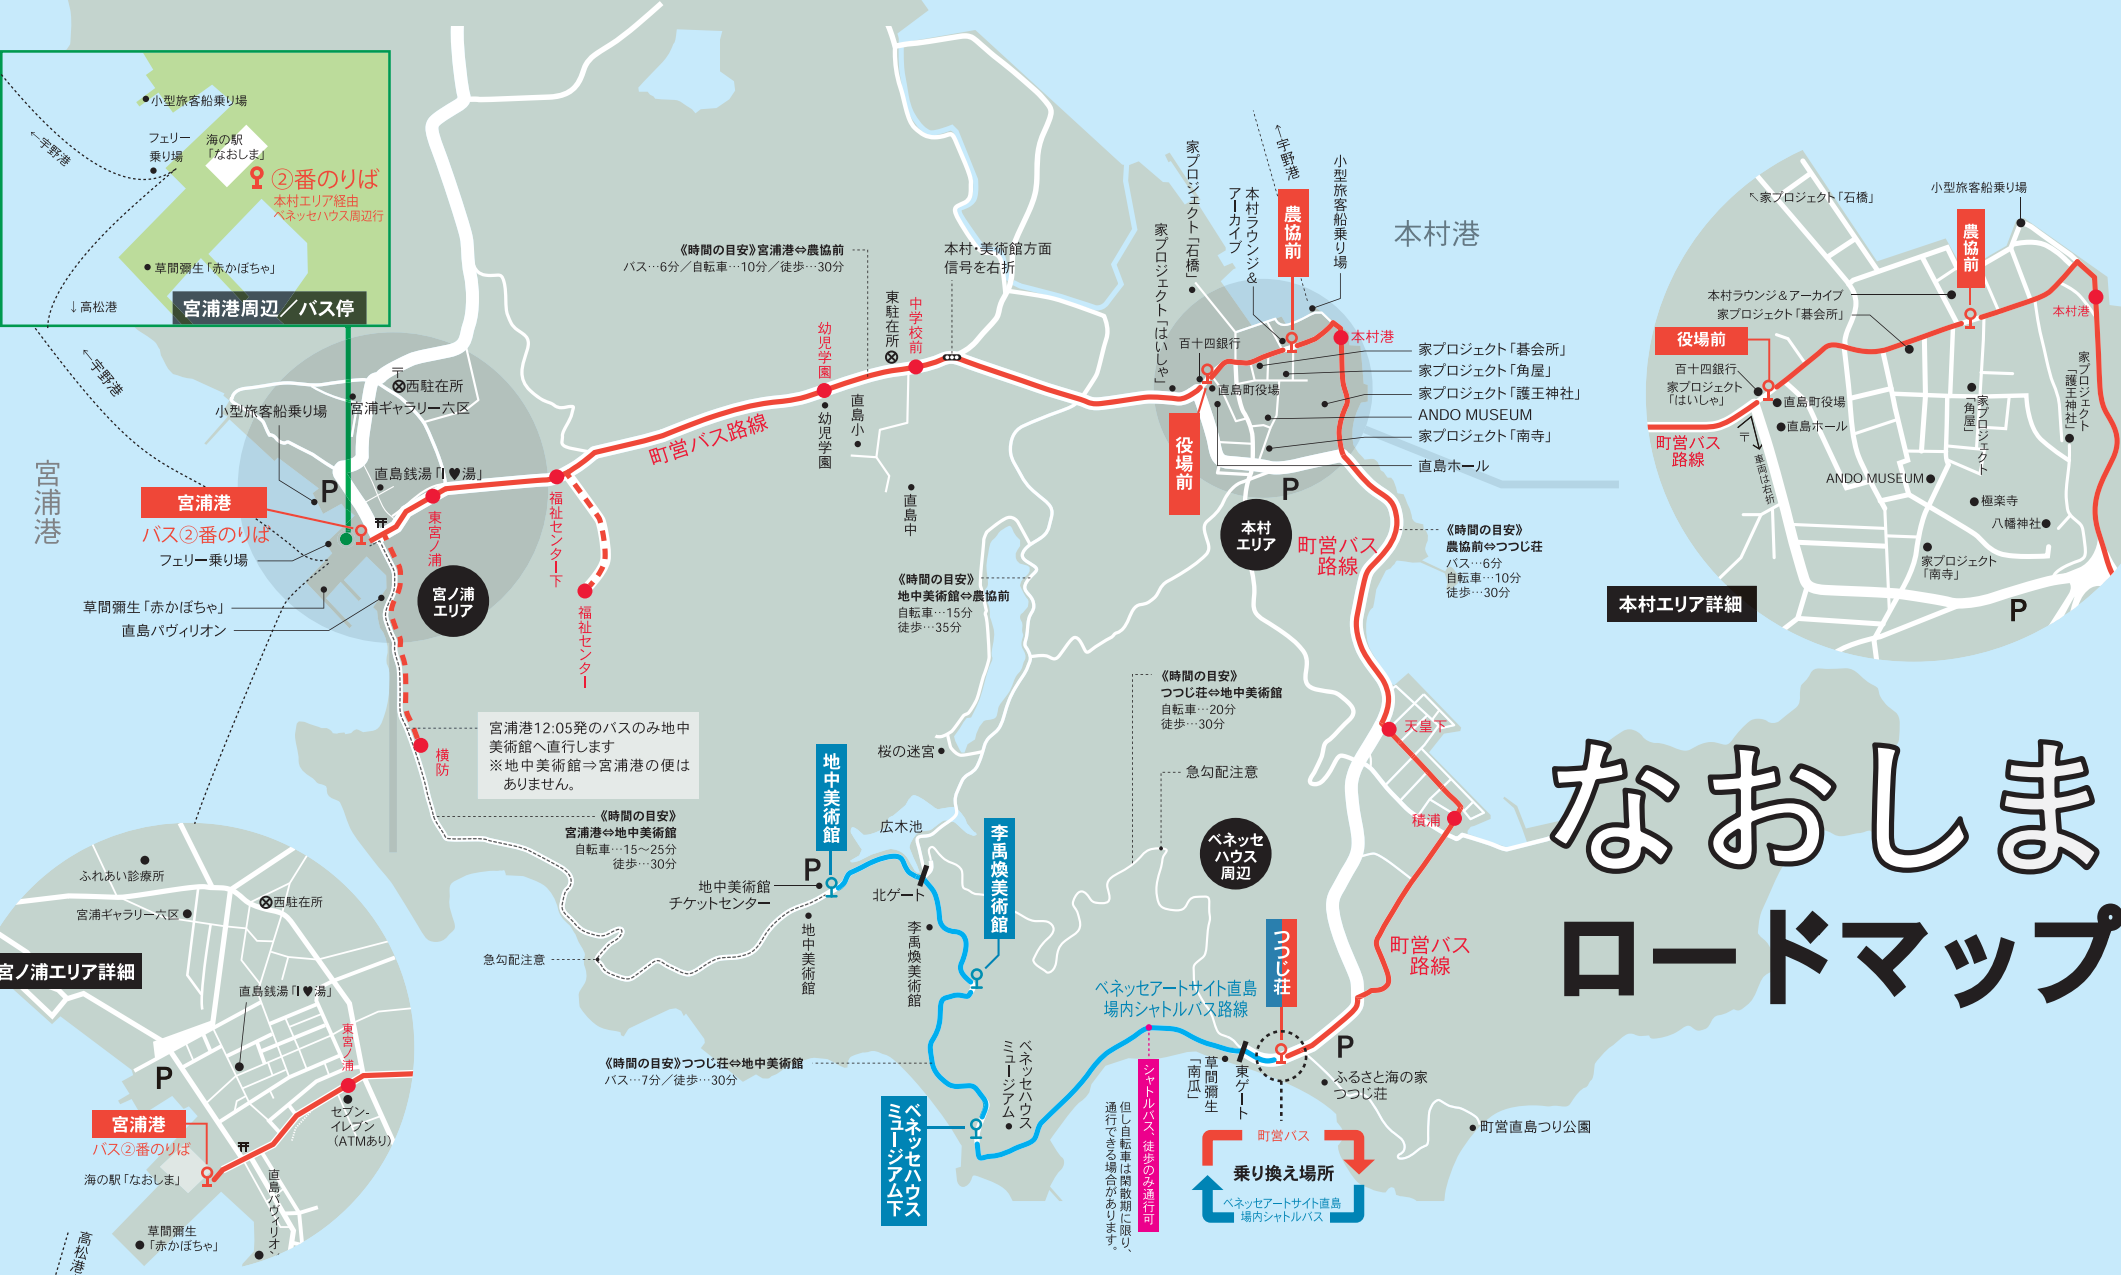 小型旅客船乗り場
フェリー
乗り場
海の駅
「なおしま」
←宇野港
②番のりば
本村エリア経由
ベネッセハウス周辺行
草間彌生「赤かぼちゃ」
↓高松港
宮浦港周辺／バス停
←宇野港
宮浦港
小型旅客船乗り場
〒
西駐在所
宮浦ギャラリー六区
直島銭湯「I♥湯」
P
宮浦港
バス②番のりば
フェリー乗り場
草間彌生「赤かぼちゃ」
直島パヴィリオン
東宮ノ浦
宮ノ浦
エリア
福祉センター下
福祉センター
横防
町営バス路線
《時間の目安》宮浦港⇔農協前
バス…6分／自転車…10分／徒歩…30分
幼児学園
幼児学園
直島小
東駐在所
中学校前
直島中
本村・美術館方面
信号を右折
《時間の目安》
地中美術館⇔農協前
自転車…15分
徒歩…35分
家プロジェクト「石橋」
家プロジェクト「はいしゃ」
本村ラウンジ＆
アーカイブ
←宇野港
農協前
小型旅客船乗り場
本村港
百十四銀行
直島町役場
役場前
本村港
家プロジェクト「碁会所」
家プロジェクト「角屋」
家プロジェクト「護王神社」
ANDO MUSEUM
家プロジェクト「南寺」
直島ホール
P
本村
エリア
町営バス
路線
《時間の目安》
農協前⇔つつじ荘
バス…6分
自転車…10分
徒歩…30分
↖家プロジェクト「石橋」
小型旅客船乗り場
農協前
本村ラウンジ＆アーカイブ
家プロジェクト「碁会所」
本村港
役場前
百十四銀行
家プロジェクト
「はいしゃ」
直島町役場
直島ホール
町営バス
路線
〒
車両は右折
家プロジェクト
「角屋」
家プロジェクト
「護王神社」
ANDO MUSEUM
極楽寺
八幡神社
家プロジェクト
「南寺」
P
本村エリア詳細
宮浦港12:05発のバスのみ地中
美術館へ直行します
※地中美術館⇒宮浦港の便は
ありません。
《時間の目安》
宮浦港⇔地中美術館
自転車…15〜25分
徒歩…30分
急勾配注意
桜の迷宮
広木池
地中美術館
P
地中美術館
チケットセンター
地中美術館
北ゲート
李禹煥美術館
李禹煥美術館
《時間の目安》
つつじ荘⇔地中美術館
自転車…20分
徒歩…30分
急勾配注意
ベネッセ
ハウス
周辺
天皇下
積浦
町営バス
路線
つつじ荘
ベネッセアートサイト直島
場内シャトルバス路線
《時間の目安》つつじ荘⇔地中美術館
バス…7分／徒歩…30分
ベネッセハウス
ミュージアム
ベネッセハウス
ミュージアム下
シャトルバス、徒歩のみ通行可
但し自転車は閑散期に限り、
通行できる場合があります。
草間彌生
「南瓜」
東ゲート
P
ふるさと海の家
つつじ荘
町営直島つり公園
町営バス
乗り換え場所
ベネッセアートサイト直島
場内シャトルバス
なおしま
ロードマップ
ふれあい診療所
宮浦ギャラリー六区
西駐在所
宮ノ浦エリア詳細
直島銭湯「I♥湯」
東宮ノ浦
P
セブン-
イレブン
（ATMあり）
宮浦港
バス②番のりば
海の駅「なおしま」
直島パヴィリオン
草間彌生
「赤かぼちゃ」
高松港